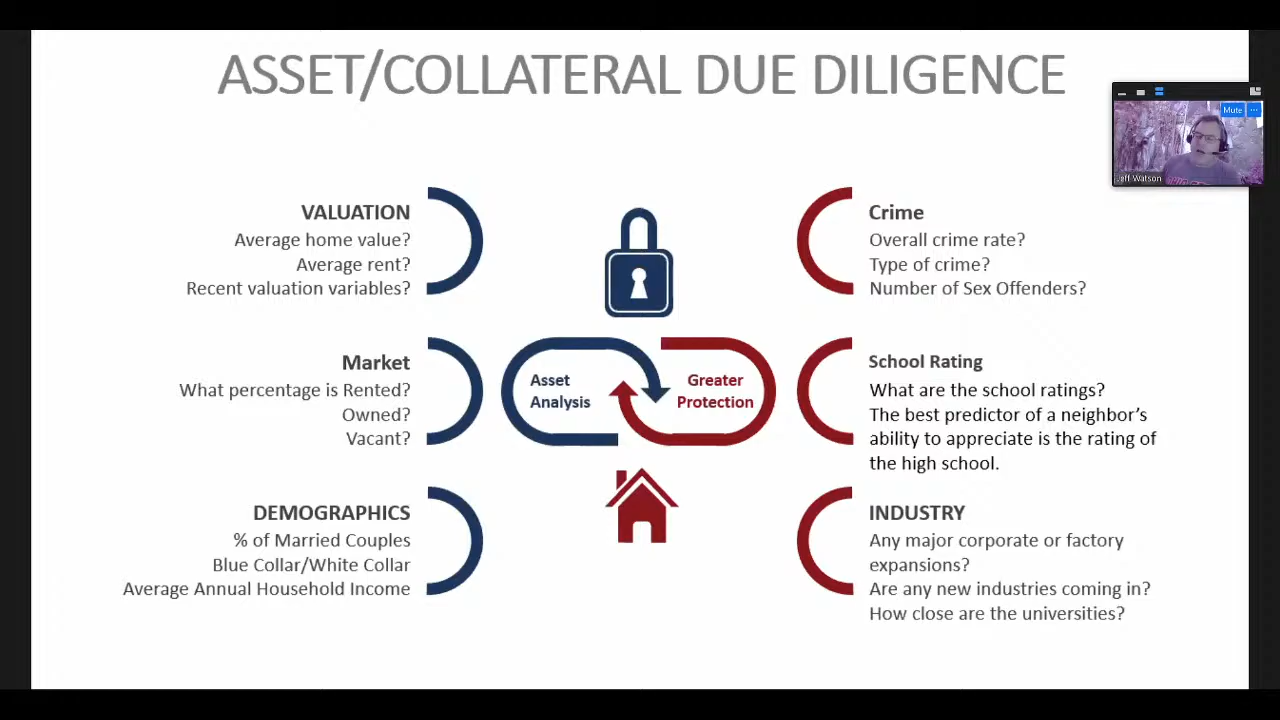 ASSET/COLLATERAL DUE DILIGENCE
Mute
Jeff Watson
VALUATION
Average home value?
Average rent?
Recent valuation variables?
Market
What percentage is Rented?
Owned?
Vacant?
DEMOGRAPHICS
% of Married Couples
Blue Collar/White Collar
Average Annual Household Income
Asset
Analysis
Greater
Protection
Crime
Overall crime rate?
Type of crime?
Number of Sex Offenders?
School Rating
What are the school ratings?
The best predictor of a neighbor’s
ability to appreciate is the rating of
the high school.
INDUSTRY
Any major corporate or factory
expansions?
Are any new industries coming in?
How close are the universities?